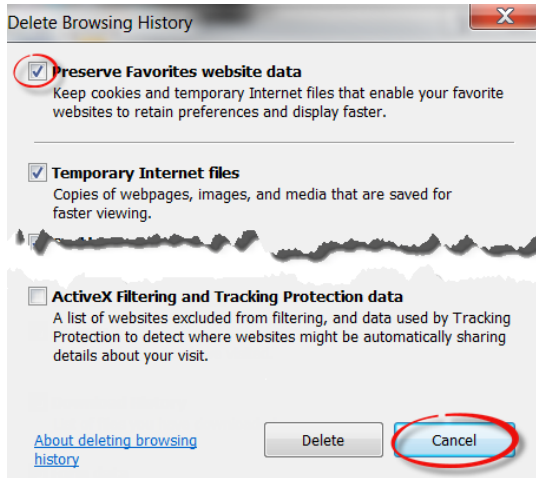 Delete Browsing History
Preserve Favorites website data
Keep cookies and temporary Internet files that enable your favorite
websites to retain preferences and display faster.
Temporary Internet files
Copies of webpages, images, and media that are saved for
faster viewing.
ActiveX Filtering and Tracking Protection data
A list of websites excluded from filtering, and data used by Tracking
Protection to detect where websites might be automatically sharing
details about your visit.
About deleting browsing
history
Delete
Cancel